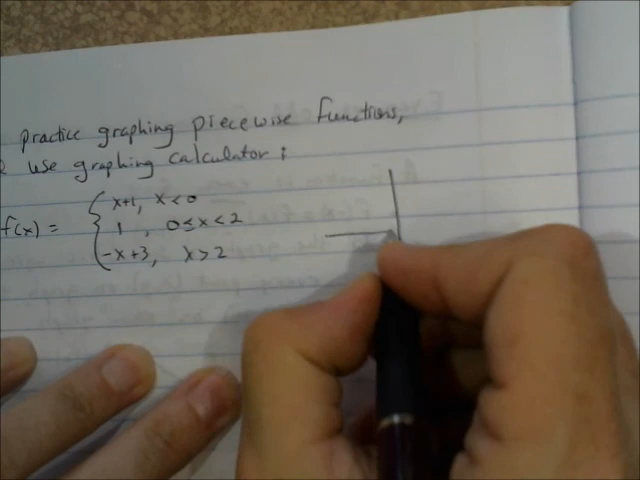 practice graphing piecewise functions,
use graphing calculator:
f(x) = { x+1, x < 0
1 , 0 ≤ x < 2
-x+3, x > 2